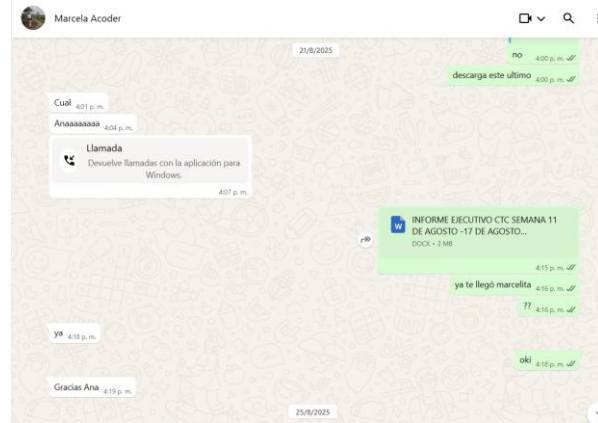 Marcela Acoder
21/8/2025
no 4:00 p. m.
descarga este ultimo 4:00 p. m.
Cual 4:01 p. m.
Anaaaaaaaa 4:04 p. m.
Llamada
Devuelve llamadas con la aplicación para
Windows.
4:07 p. m.
INFORME EJECUTIVO CTC SEMANA 11
DE AGOSTO -17 DE AGOSTO...
DOCX • 2 MB
4:15 p. m.
ya te llegó marcelita 4:16 p. m.
?? 4:16 p. m.
ya 4:18 p. m.
oki 4:18 p. m.
Gracias Ana 4:19 p. m.
25/8/2025